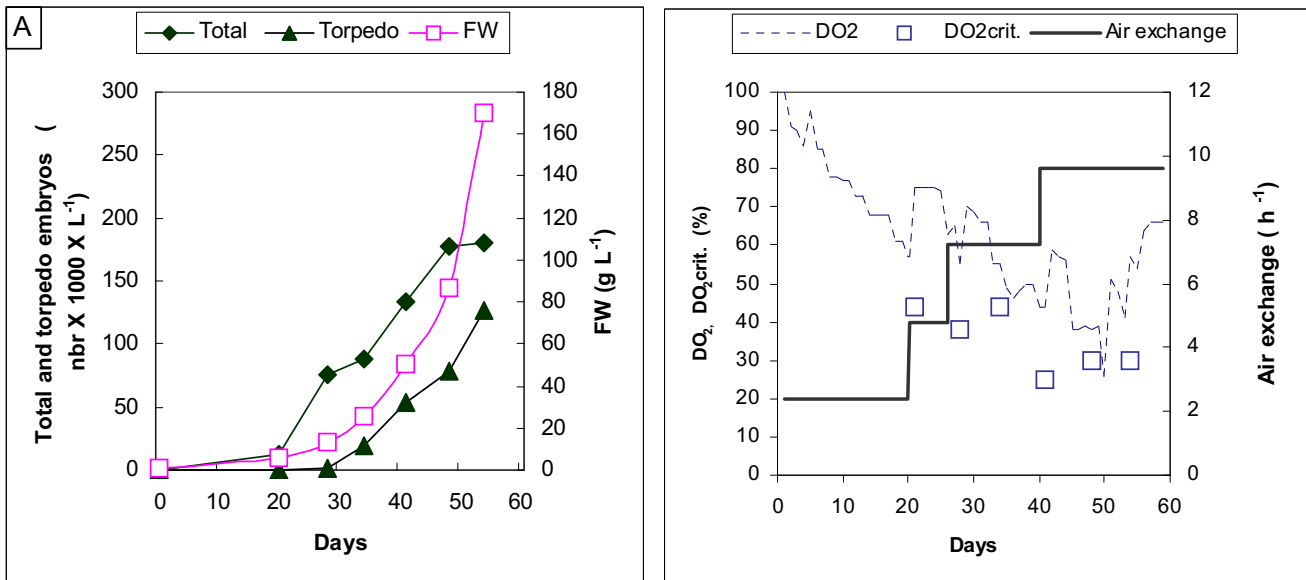 A
Total Torpedo FW
Total and torpedo embryos (
nbr X 1000 X L-1)
300
250
200
150
100
50
0
180
160
140
120
100
80
60
40
20
0
FW (g L-1)
0 20 30 40 50 60
Days
DO2 DO2crit. Air exchange
DO2, DO2crit. (%)
100
90
80
70
60
50
40
30
20
10
0
12
10
8
6
4
2
0
Air exchange ( h -1)
0 10 20 30 40 50 60
Days